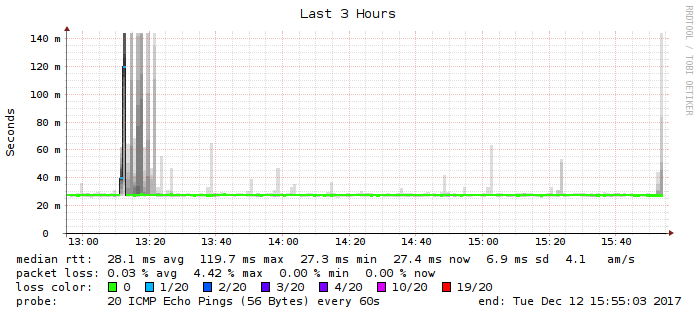 Last 3 Hours
RRDTOOL / TOBI OETIKER
Seconds
140 m
120 m
100 m
80 m
60 m
40 m
20 m
0
13:00 13:20 13:40 14:00 14:20 14:40 15:00 15:20 15:40
median rtt: 28.1 ms avg 119.7 ms max 27.3 ms min 27.4 ms now 6.9 ms sd 4.1 am/s
packet loss: 0.03 % avg 4.42 % max 0.00 % min 0.00 % now
loss color: 0 1/20 2/20 3/20 4/20 10/20 19/20
probe: 20 ICMP Echo Pings (56 Bytes) every 60s end: Tue Dec 12 15:55:03 2017